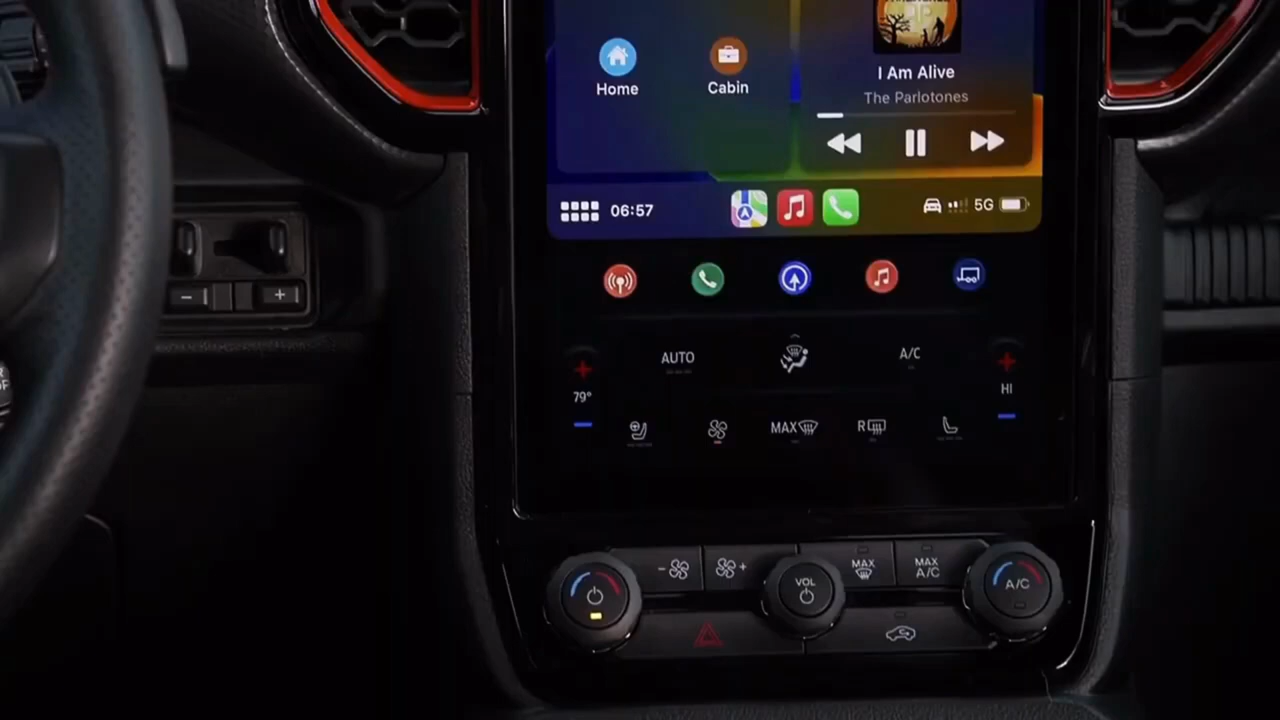 Home
Cabin
I Am Alive
The Parlotones
06:57
5G
AUTO
A/C
79°
HI
MAX
R
- +
VOL
MAX
MAX
A/C
A/C